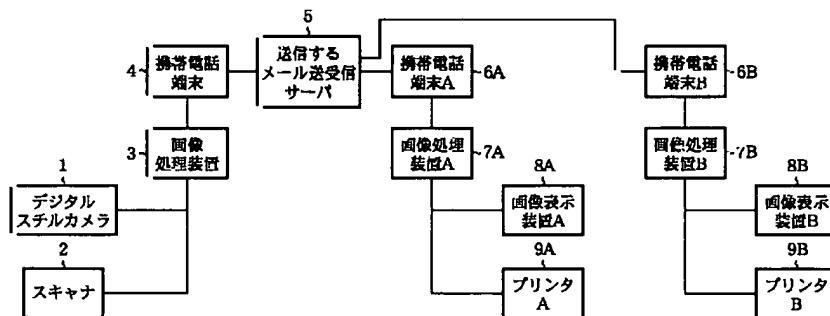 5
4
携帯電話
端末
送信する
メール送受信
サーバ
携帯電話
端末A
6A
携帯電話
端末B
6B
3
画像
処理装置
画像処理
装置A
7A
画像処理
装置B
7B
1
デジタル
スチルカメラ
8A
画像表示
装置A
8B
画像表示
装置B
2
スキャナ
9A
プリンタ
A
9B
プリンタ
B